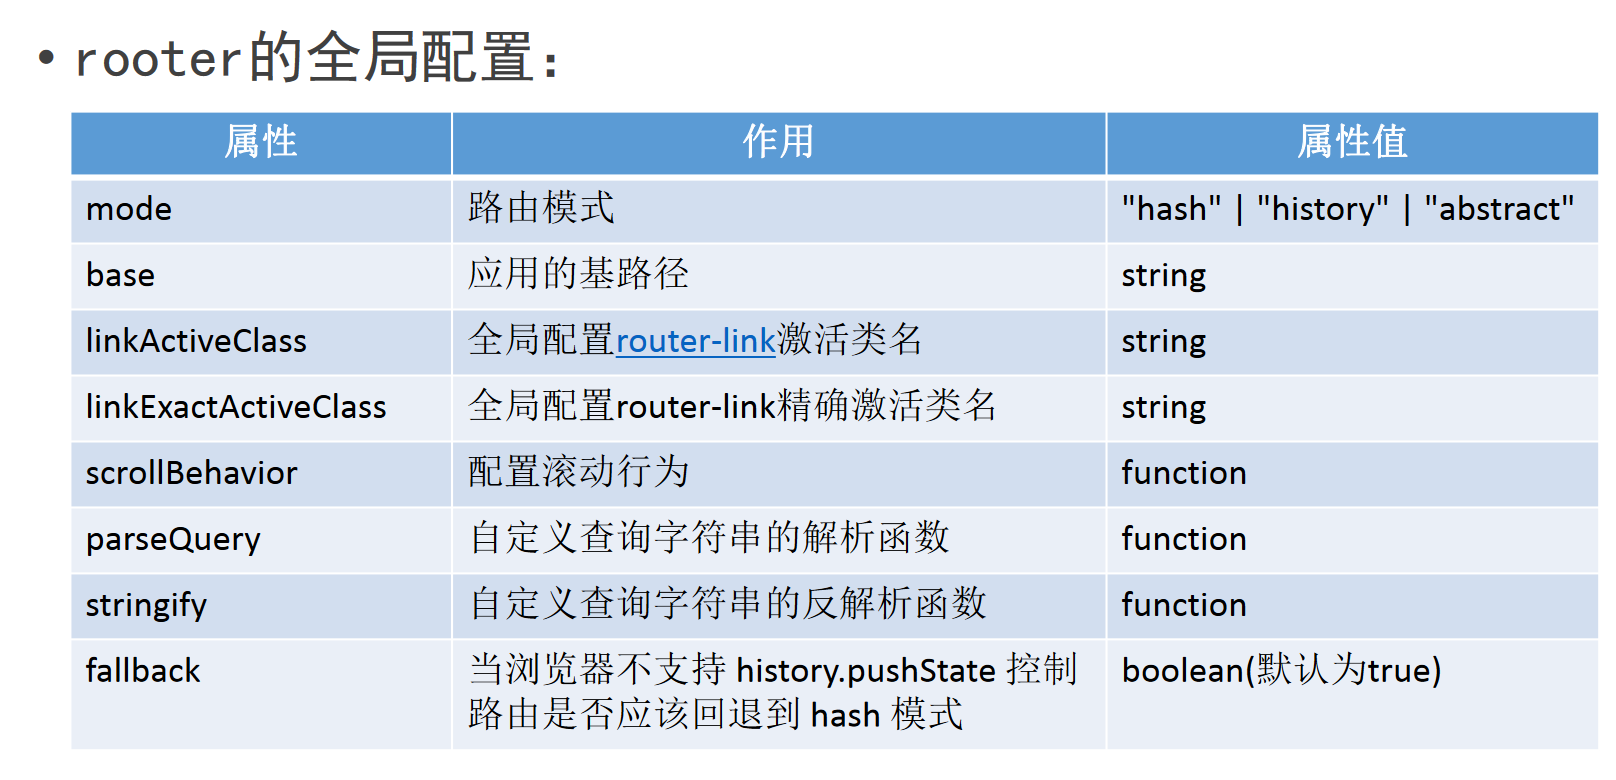 • rooter的全局配置：
属性 作用 属性值
mode 路由模式 "hash" | "history" | "abstract"
base 应用的基路径 string
linkActiveClass 全局配置router-link激活类名 string
linkExactActiveClass 全局配置router-link精确激活类名 string
scrollBehavior 配置滚动行为 function
parseQuery 自定义查询字符串的解析函数 function
stringify 自定义查询字符串的反解析函数 function
fallback 当浏览器不支持 history.pushState 控制 boolean(默认为true)
路由是否应该回退到 hash 模式